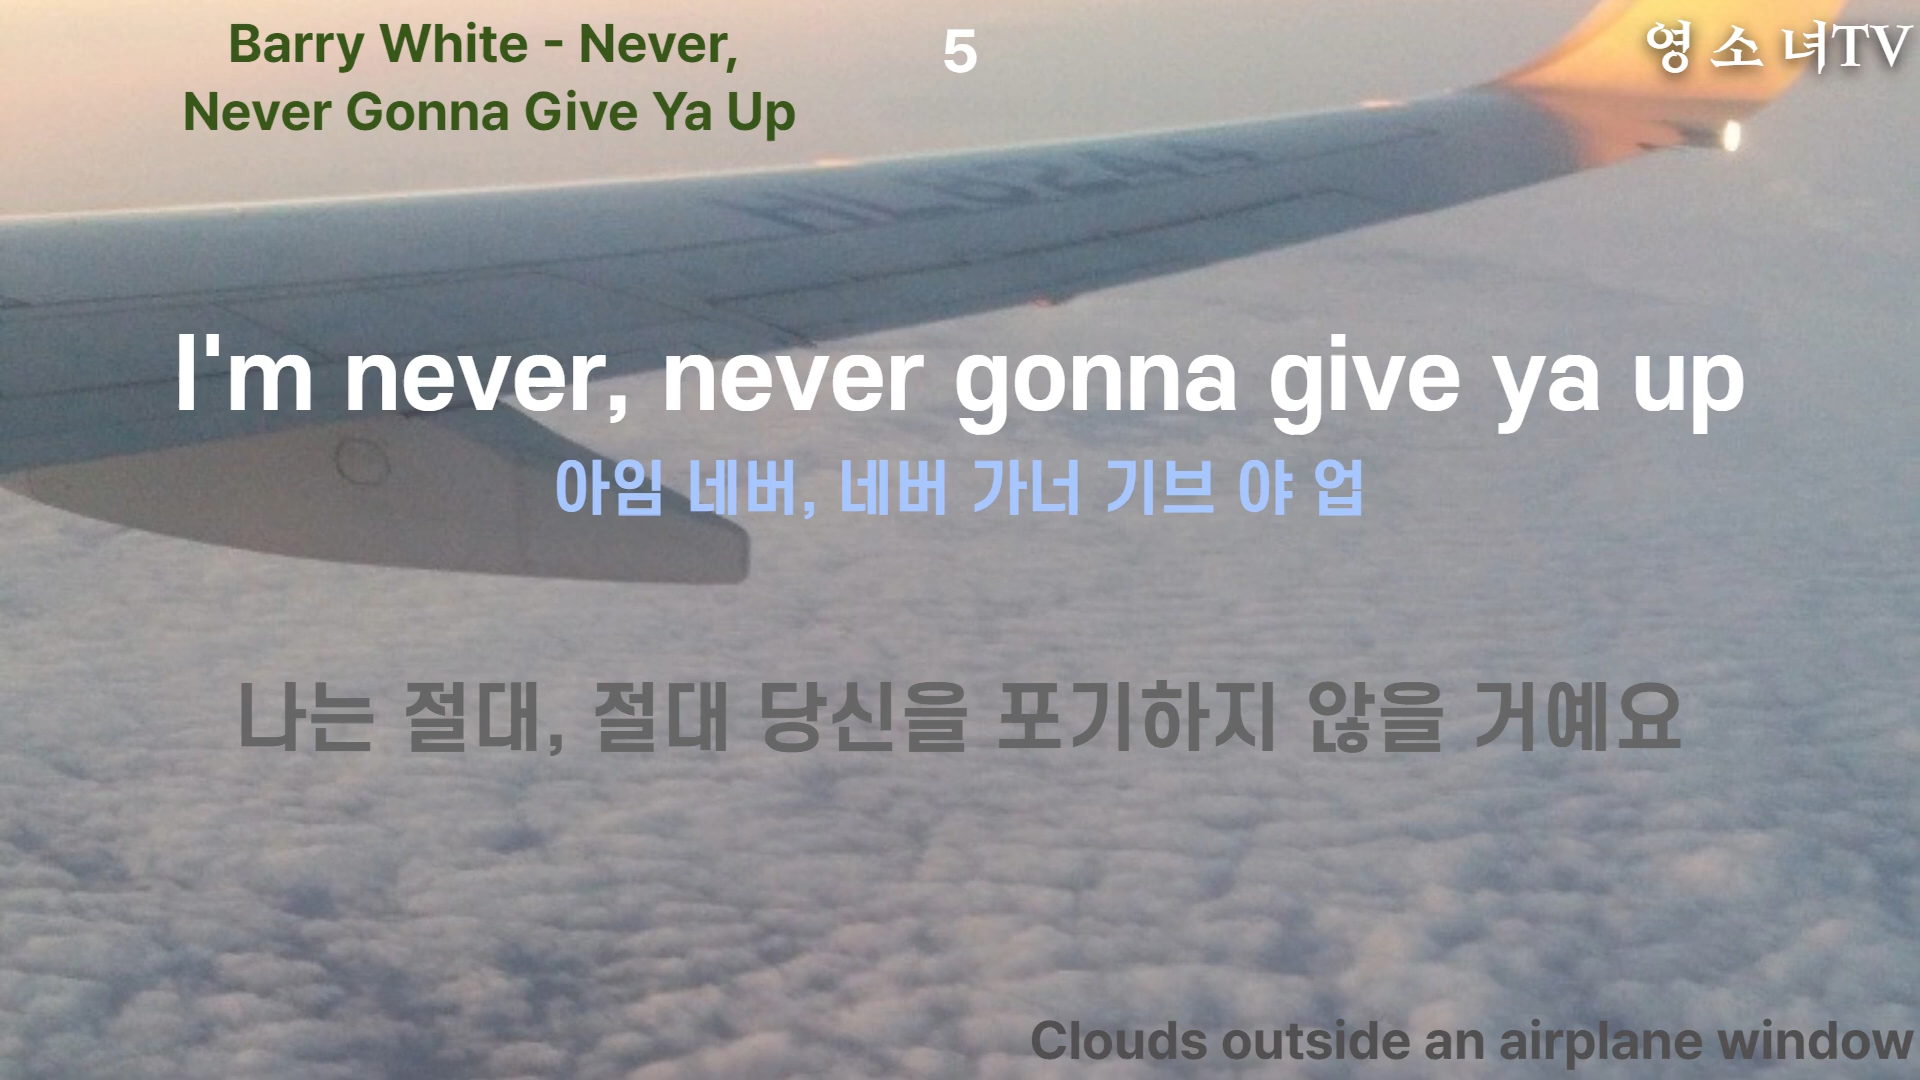 Barry White - Never,
Never Gonna Give Ya Up
5
영 소 녀TV
I'm never, never gonna give ya up
아임 네버, 네버 가너 기브 야 업
나는 절대, 절대 당신을 포기하지 않을 거예요
Clouds outside an airplane window